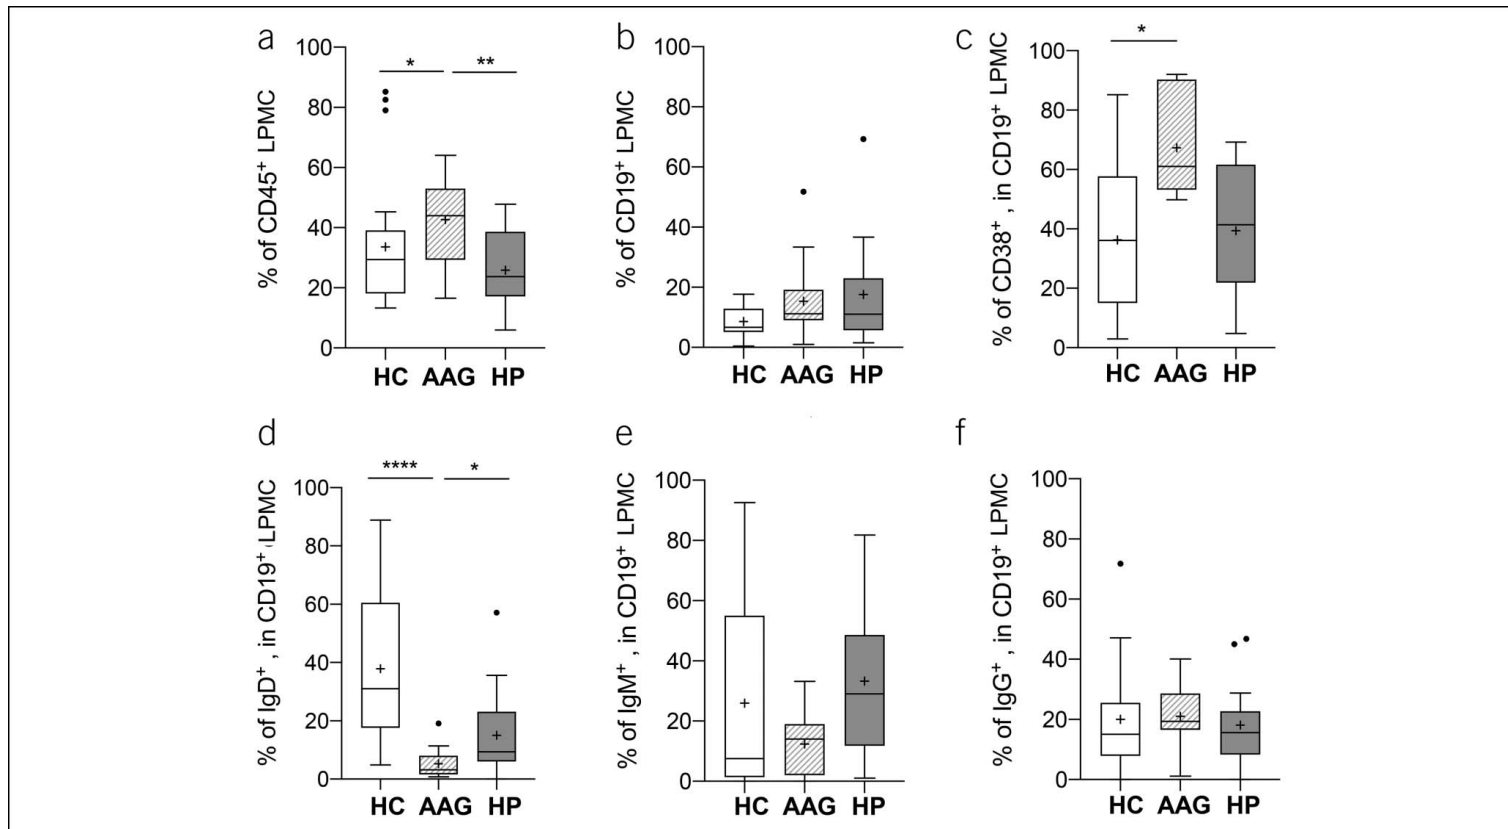 a
% of CD45⁺ LPMC
100
80
60
40
20
0
* **
HC AAG HP
b
% of CD19⁺ LPMC
100
80
60
40
20
0
HC AAG HP
c
% of CD38⁺, in CD19⁺ LPMC
100
80
60
40
20
0
*
HC AAG HP
d
% of IgD⁺, in CD19⁺ LPMC
100
80
60
40
20
0
**** *
HC AAG HP
e
% of IgM⁺, in CD19⁺ LPMC
100
80
60
40
20
0
HC AAG HP
f
% of IgG⁺, in CD19⁺ LPMC
100
80
60
40
20
0
HC AAG HP